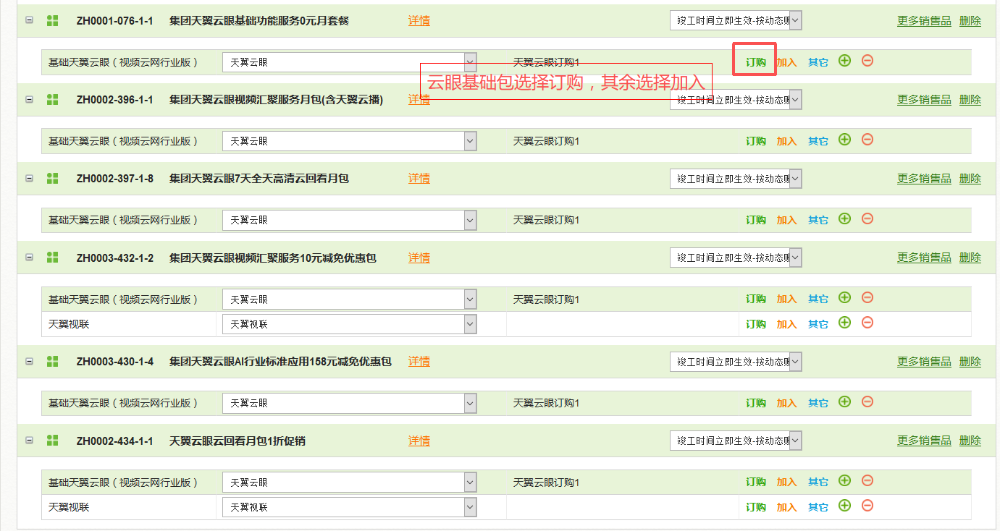 ZH0001-076-1-1 集团天翼云眼基础功能服务0元月套餐 详情 竣工时间立即生效-按动态账 更多销售品 删除
基础天翼云眼（视频云网行业版） 天翼云眼 天翼云眼订购1 订购 加入 其它
云眼基础包选择订购，其余选择加入
ZH0002-396-1-1 集团天翼云眼视频汇聚服务月包(含天翼云播) 详情 竣工时间立即生效-按动态账 更多销售品 删除
基础天翼云眼（视频云网行业版） 天翼云眼 天翼云眼订购1 订购 加入 其它
ZH0002-397-1-8 集团天翼云眼7天全天高清云回看月包 详情 竣工时间立即生效-按动态账 更多销售品 删除
基础天翼云眼（视频云网行业版） 天翼云眼 天翼云眼订购1 订购 加入 其它
ZH0003-432-1-2 集团天翼云眼视频汇聚服务10元减免优惠包 详情 竣工时间立即生效-按动态账 更多销售品 删除
基础天翼云眼（视频云网行业版） 天翼云眼 天翼云眼订购1 订购 加入 其它
天翼视联 天翼视联 订购 加入 其它
ZH0003-430-1-4 集团天翼云眼AI行业标准应用158元减免优惠包 详情 竣工时间立即生效-按动态账 更多销售品 删除
基础天翼云眼（视频云网行业版） 天翼云眼 天翼云眼订购1 订购 加入 其它
ZH0002-434-1-1 天翼云眼云回看月包1折促销 详情 竣工时间立即生效-按动态账 更多销售品 删除
基础天翼云眼（视频云网行业版） 天翼云眼 天翼云眼订购1 订购 加入 其它
天翼视联 天翼视联 订购 加入 其它